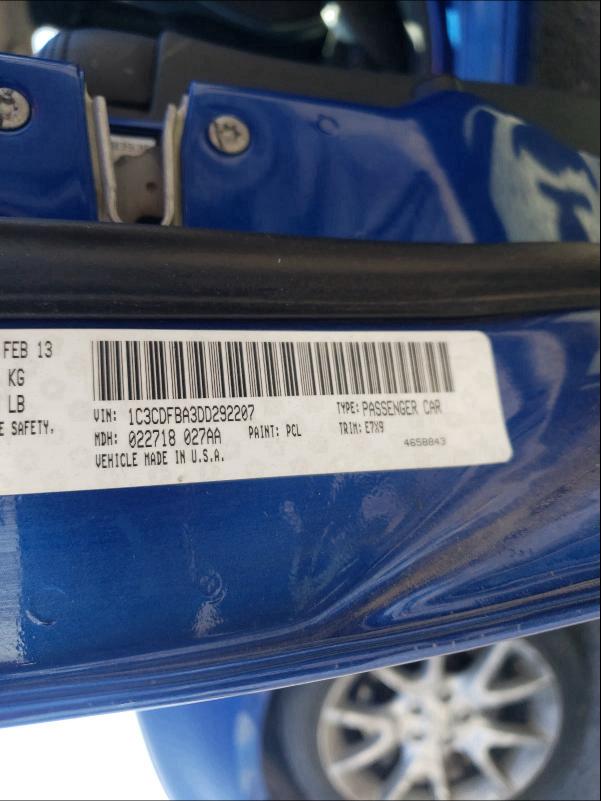 FEB 13
KG
LB
E SAFETY.
VIN: 1C3CDFBA3DD292207 TYPE: PASSENGER CAR
MDH: 022718 027AA PAINT: PCL TRIM: E7X9
VEHICLE MADE IN U.S.A. 4658843